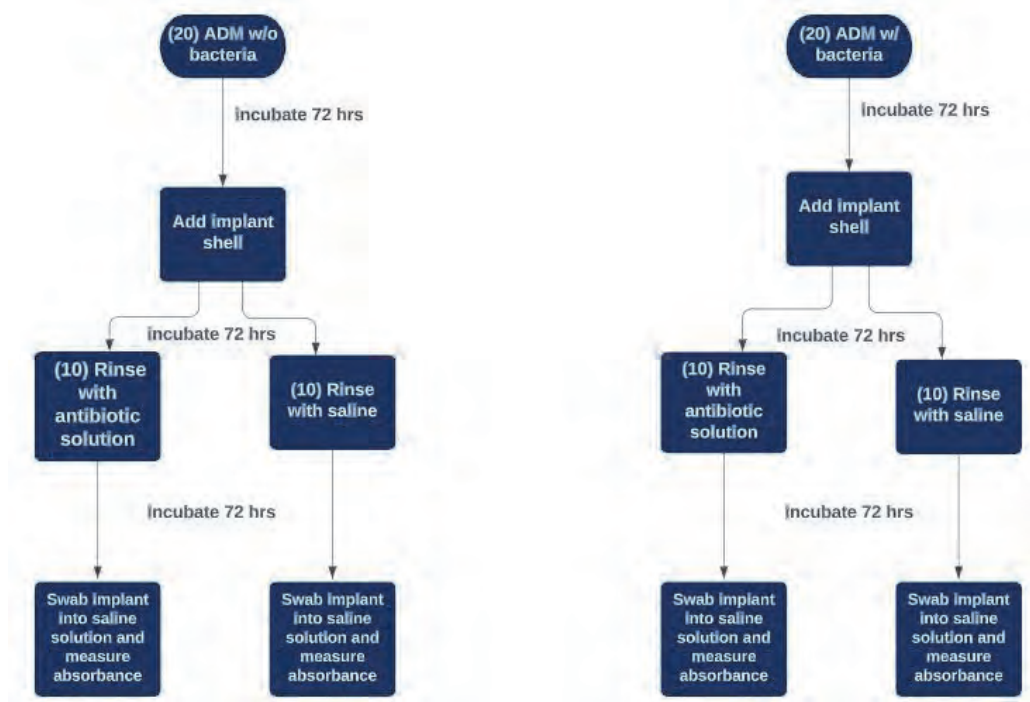 (20) ADM w/o
bacteria
Incubate 72 hrs
Add implant
shell
Incubate 72 hrs
(10) Rinse
with
antibiotic
solution
(10) Rinse
with saline
Incubate 72 hrs
Swab implant
into saline
solution and
measure
absorbance
Swab implant
into saline
solution and
measure
absorbance
(20) ADM w/
bacteria
Incubate 72 hrs
Add implant
shell
Incubate 72 hrs
(10) Rinse
with
antibiotic
solution
(10) Rinse
with saline
Incubate 72 hrs
Swab implant
into saline
solution and
measure
absorbance
Swab implant
into saline
solution and
measure
absorbance